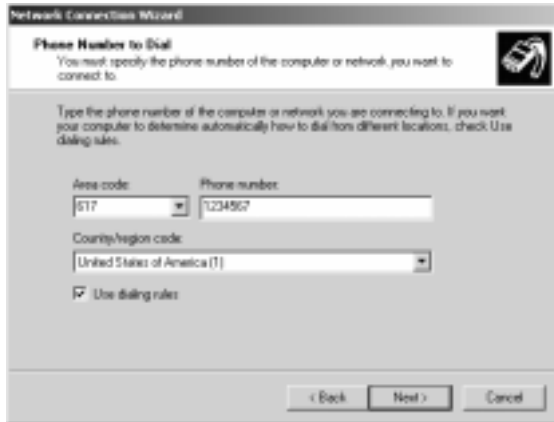 Network Connection Wizard
Phone Number to Dial
You must specify the phone number of the computer or network you want to
connect to.
Type the phone number of the computer or network you are connecting to. If you want
your computer to determine automatically how to dial from different locations, check Use
dialing rules.
Area code: Phone number:
617 1234567
Country/region code:
United States of America (1)
Use dialing rules
< Back Next > Cancel